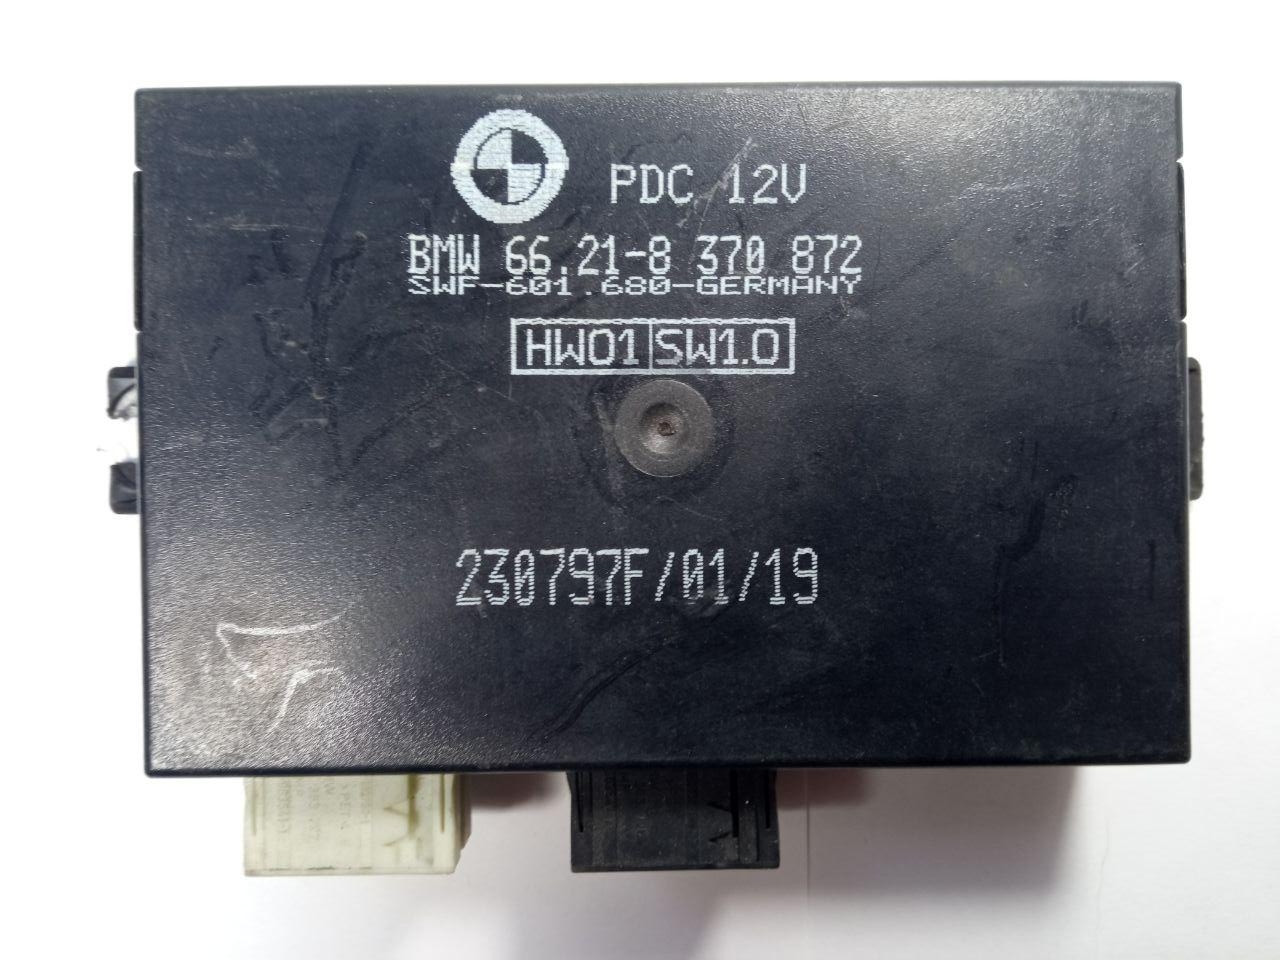 PDC 12V
BMW 66.21-8 370 872
SWF-601.680-GERMANY
HW01 SW1.0
230797F/01/19